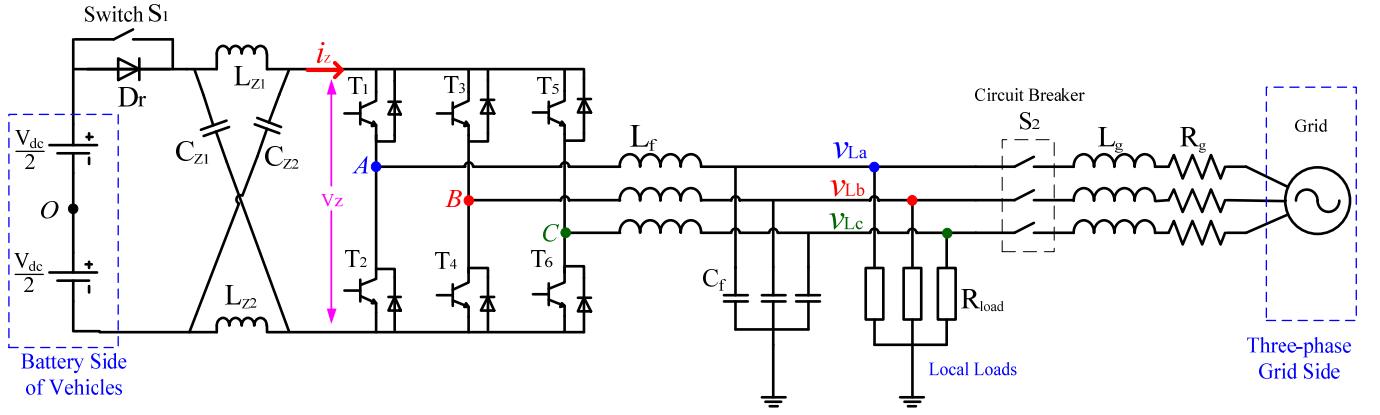 Switch S1
Dr
LZ1
iz
CZ1
CZ2
LZ2
Vdc
2
O
Vdc
2
+
-
+
-
Battery Side
of Vehicles
vz
T1
T3
T5
A
B
C
T2
T4
T6
Lf
Cf
vLa
vLb
vLc
Rload
Local Loads
Circuit Breaker
S2
Lg
Rg
Grid
Three-phase
Grid Side